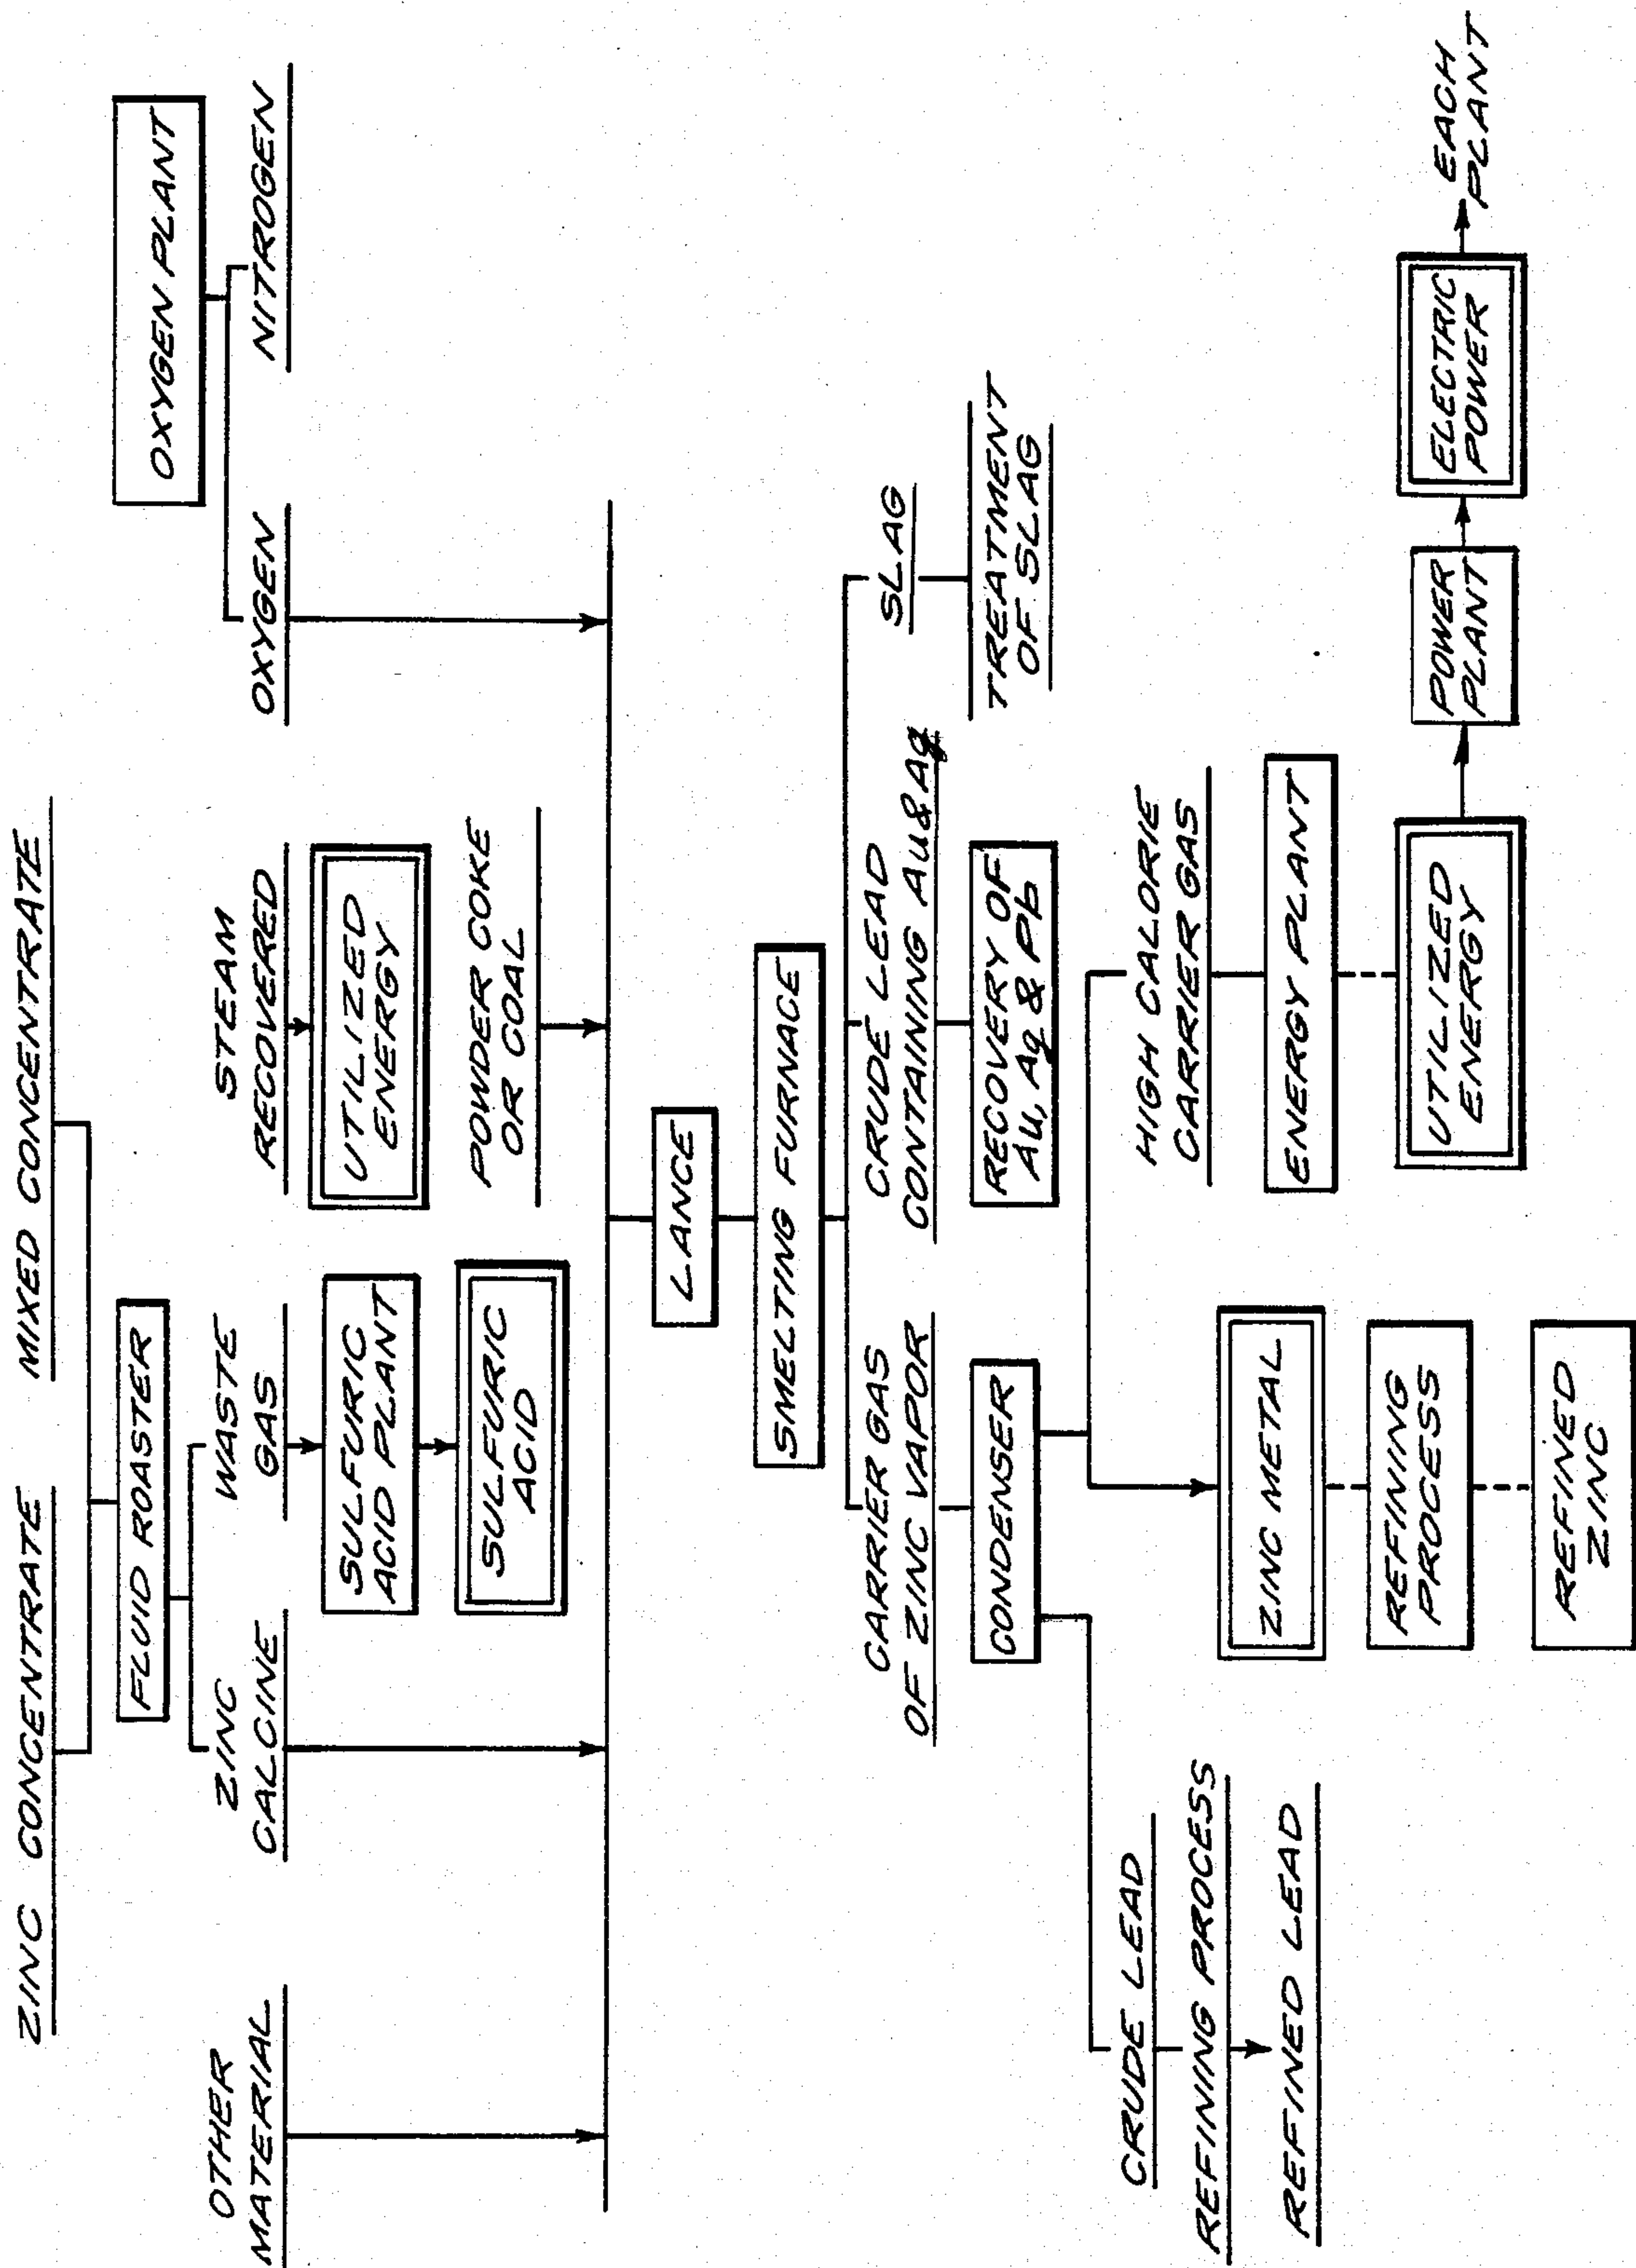 ZINC CONCENTRATE
MIXED CONCENTRATE
FLUID ROASTER
OXYGEN PLANT
OTHER
MATERIAL
ZINC
CALCINE
WASTE
GAS
STEAM
RECOVERED
OXYGEN
NITROGEN
SULFURIC
ACID PLANT
UTILIZED
ENERGY
SULFURIC
ACID
POWDER COKE
OR COAL
LANCE
SMELTING FURNACE
CARRIER GAS
OF ZINC VAPOR
CRUDE LEAD
CONTAINING Au & Ag
SLAG
CONDENSER
RECOVERY OF
Au, Ag & Pb
TREATMENT
OF SLAG
CRUDE LEAD
HIGH CALORIE
CARRIER GAS
REFINING PROCESS
ZINC METAL
ENERGY PLANT
REFINED LEAD
REFINING
PROCESS
UTILIZED
ENERGY
POWER
PLANT
ELECTRIC
POWER
EACH
PLANT
REFINED
ZINC